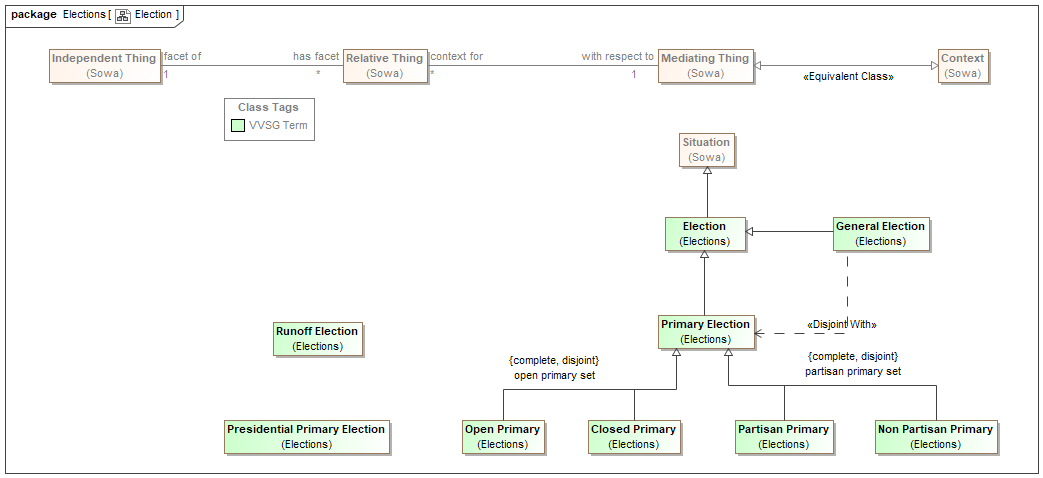 package Elections [ Election ]
Independent Thing
(Sowa)
facet of
1
has facet
*
Relative Thing
(Sowa)
context for
*
with respect to
1
Mediating Thing
(Sowa)
«Equivalent Class»
Context
(Sowa)
Class Tags
VVSG Term
Situation
(Sowa)
Election
(Elections)
General Election
(Elections)
Primary Election
(Elections)
«Disjoint With»
Runoff Election
(Elections)
{complete, disjoint}
open primary set
{complete, disjoint}
partisan primary set
Presidential Primary Election
(Elections)
Open Primary
(Elections)
Closed Primary
(Elections)
Partisan Primary
(Elections)
Non Partisan Primary
(Elections)